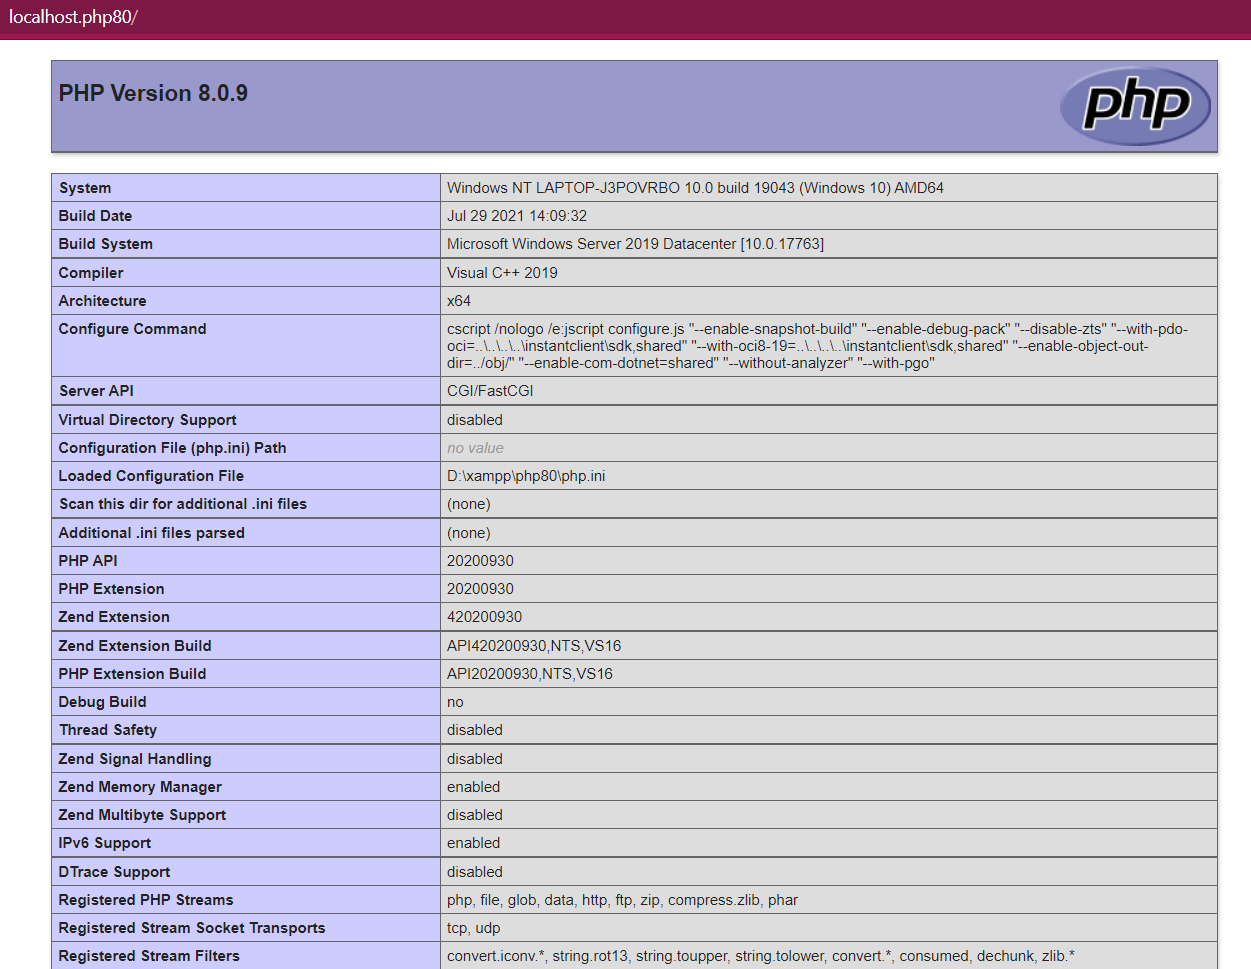 localhost.php80/
PHP Version 8.0.9
php
System Windows NT LAPTOP-J3POVRBO 10.0 build 19043 (Windows 10) AMD64
Build Date Jul 29 2021 14:09:32
Build System Microsoft Windows Server 2019 Datacenter [10.0.17763]
Compiler Visual C++ 2019
Architecture x64
Configure Command cscript /nologo /e:jscript configure.js "--enable-snapshot-build" "--enable-debug-pack" "--disable-zts" "--with-pdo-
oci=..\..\..\..\instantclient\sdk,shared" "--with-oci8-19=..\..\..\..\instantclient\sdk,shared" "--enable-object-out-
dir=../obj/" "--enable-com-dotnet=shared" "--without-analyzer" "--with-pgo"
Server API CGI/FastCGI
Virtual Directory Support disabled
Configuration File (php.ini) Path no value
Loaded Configuration File D:\xampp\php80\php.ini
Scan this dir for additional .ini files (none)
Additional .ini files parsed (none)
PHP API 20200930
PHP Extension 20200930
Zend Extension 420200930
Zend Extension Build API420200930,NTS,VS16
PHP Extension Build API20200930,NTS,VS16
Debug Build no
Thread Safety disabled
Zend Signal Handling disabled
Zend Memory Manager enabled
Zend Multibyte Support disabled
IPv6 Support enabled
DTrace Support disabled
Registered PHP Streams php, file, glob, data, http, ftp, zip, compress.zlib, phar
Registered Stream Socket Transports tcp, udp
Registered Stream Filters convert.iconv.*, string.rot13, string.toupper, string.tolower, convert.*, consumed, dechunk, zlib.*